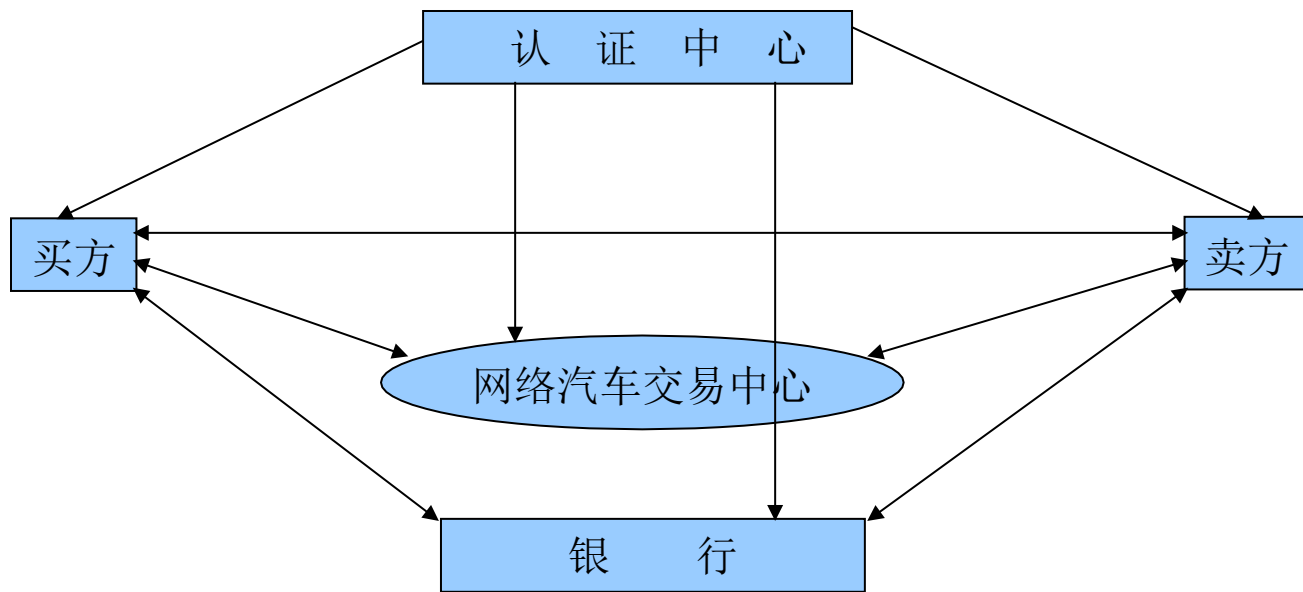 认 证 中 心
买方
卖方
网络汽车交易中心
银 行